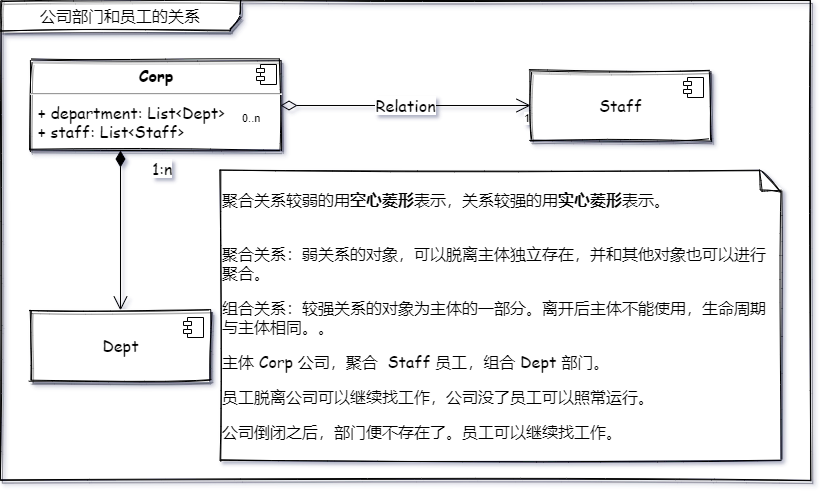 公司部门和员工的关系
Corp
+ department: List<Dept>
+ staff: List<Staff>
0..n
Relation
1
Staff
1:n
Dept
聚合关系较弱的用空心菱形表示，关系较强的用实心菱形表示。
聚合关系：弱关系的对象，可以脱离主体独立存在，并和其他对象也可以进行
聚合。
组合关系：较强关系的对象为主体的一部分。离开后主体不能使用，生命周期
与主体相同。。
主体 Corp 公司，聚合 Staff 员工，组合 Dept 部门。
员工脱离公司可以继续找工作，公司没了员工可以照常运行。
公司倒闭之后，部门便不存在了。员工可以继续找工作。